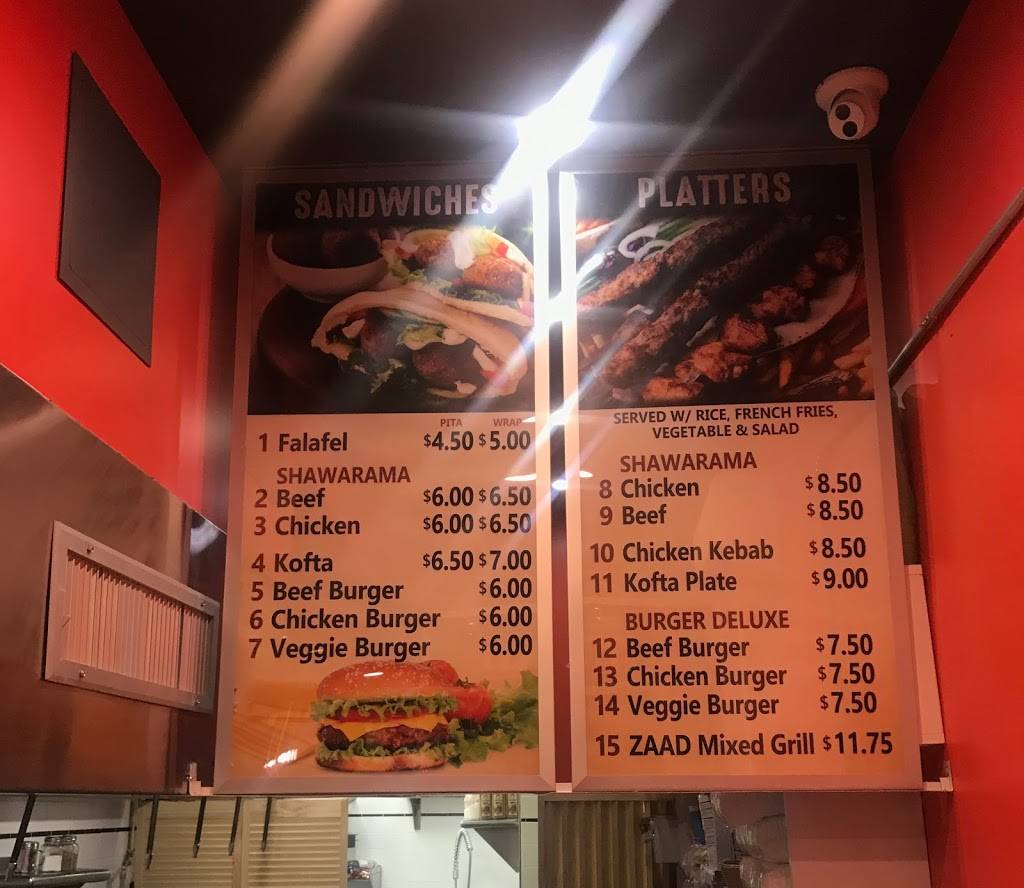 SANDWICHES
PITA WRAP
1 Falafel $4.50 $5.00
SHAWARAMA
2 Beef $6.00 $6.50
3 Chicken $6.00 $6.50
4 Kofta $6.50 $7.00
5 Beef Burger $6.00
6 Chicken Burger $6.00
7 Veggie Burger $6.00
PLATTERS
SERVED W/ RICE, FRENCH FRIES,
VEGETABLE & SALAD
SHAWARAMA
8 Chicken $8.50
9 Beef $8.50
10 Chicken Kebab $8.50
11 Kofta Plate $9.00
BURGER DELUXE
12 Beef Burger $7.50
13 Chicken Burger $7.50
14 Veggie Burger $7.50
15 ZAAD Mixed Grill $11.75